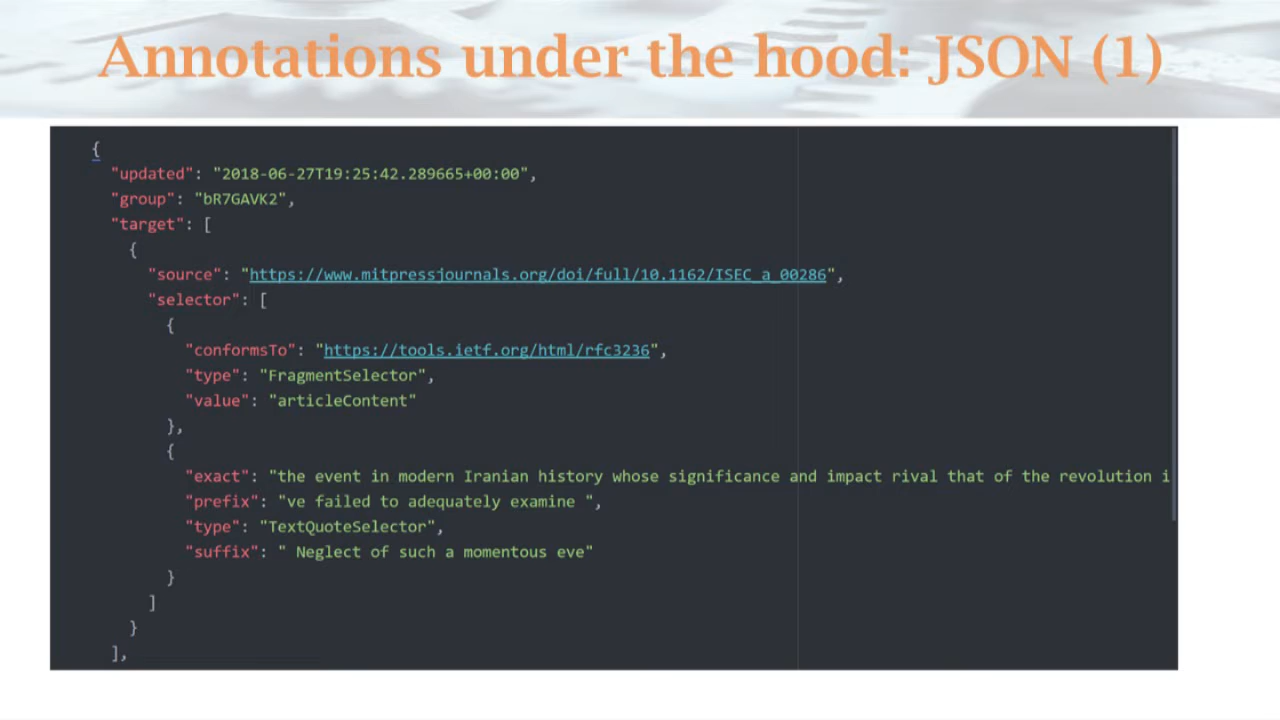 Annotations under the hood: JSON (1)
{
"updated": "2018-06-27T19:25:42.289665+00:00",
"group": "bR7GAVK2",
"target": [
{
"source": "https://www.mitpressjournals.org/doi/full/10.1162/ISEC_a_00286",
"selector": [
{
"conformsTo": "https://tools.ietf.org/html/rfc3236",
"type": "FragmentSelector",
"value": "articleContent"
},
{
"exact": "the event in modern Iranian history whose significance and impact rival that of the revolution i
"prefix": "ve failed to adequately examine ",
"type": "TextQuoteSelector",
"suffix": " Neglect of such a momentous eve"
}
]
}
],